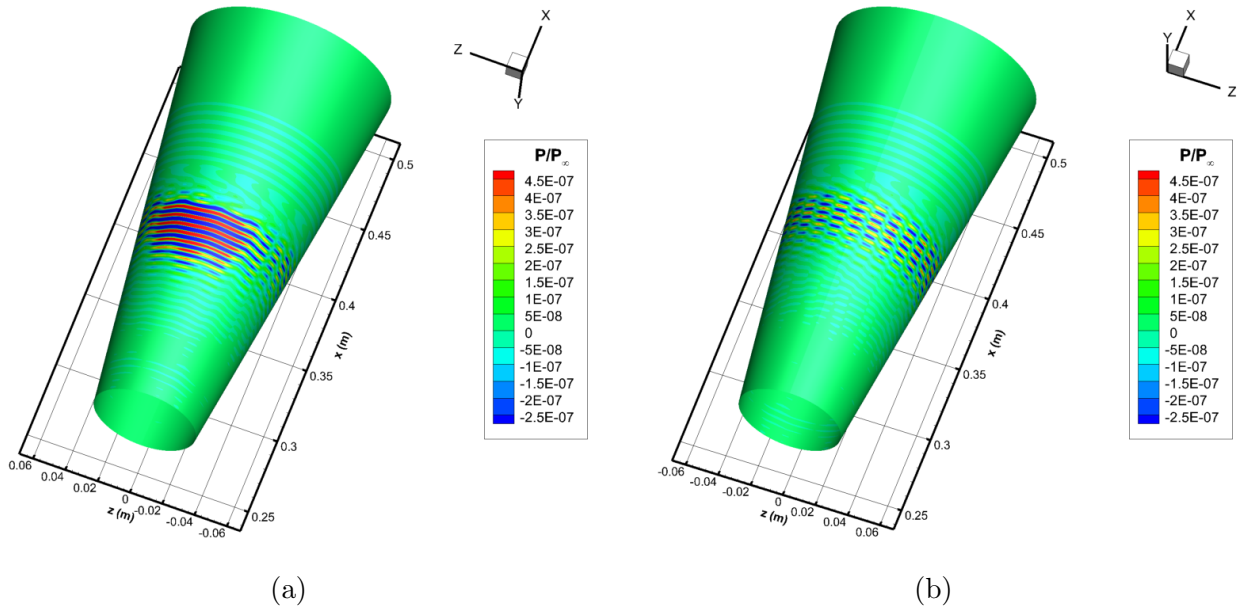 X
Z
Y
P/P∞
4.5E-07
4E-07
3.5E-07
3E-07
2.5E-07
2E-07
1.5E-07
1E-07
5E-08
0
-5E-08
-1E-07
-1.5E-07
-2E-07
-2.5E-07
0.5
0.45
0.4
0.35
0.3
0.25
x (m)
0.06
0.04
0.02
0
-0.02
-0.04
-0.06
z (m)
(a)
X
Y
Z
P/P∞
4.5E-07
4E-07
3.5E-07
3E-07
2.5E-07
2E-07
1.5E-07
1E-07
5E-08
0
-5E-08
-1E-07
-1.5E-07
-2E-07
-2.5E-07
0.5
0.45
0.4
0.35
0.3
0.25
x (m)
-0.06
-0.04
-0.02
0
0.02
0.04
0.06
z (m)
(b)